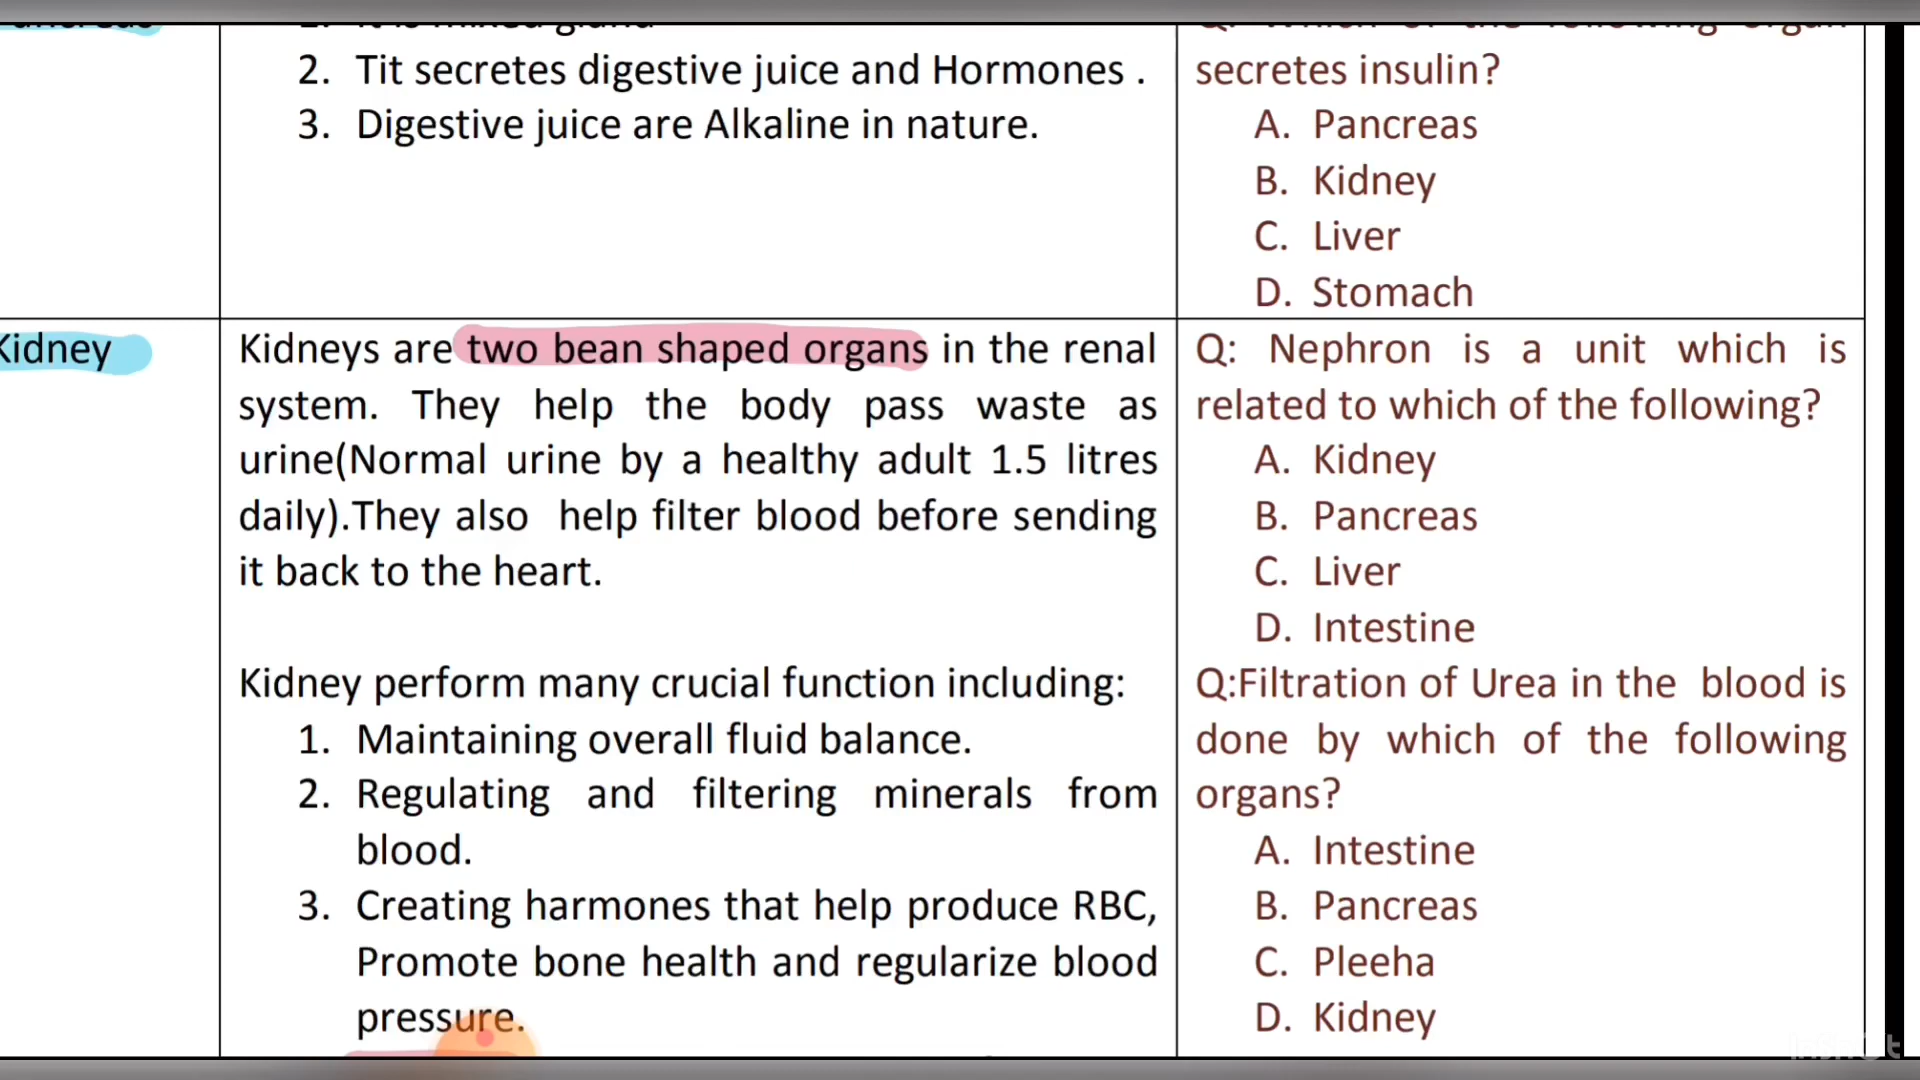 2. Tit secretes digestive juice and Hormones .
3. Digestive juice are Alkaline in nature.
secretes insulin?
A. Pancreas
B. Kidney
C. Liver
D. Stomach
Kidney
Kidneys are two bean shaped organs in the renal
system. They help the body pass waste as
urine(Normal urine by a healthy adult 1.5 litres
daily).They also help filter blood before sending
it back to the heart.
Kidney perform many crucial function including:
1. Maintaining overall fluid balance.
2. Regulating and filtering minerals from
blood.
3. Creating harmones that help produce RBC,
Promote bone health and regularize blood
pressure.
Q: Nephron is a unit which is
related to which of the following?
A. Kidney
B. Pancreas
C. Liver
D. Intestine
Q:Filtration of Urea in the blood is
done by which of the following
organs?
A. Intestine
B. Pancreas
C. Pleeha
D. Kidney